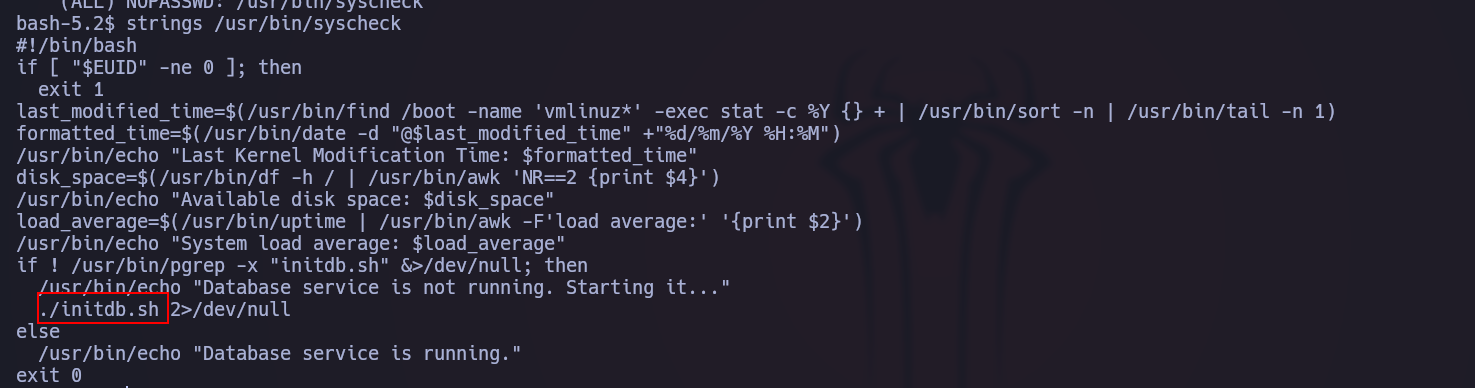 (ALL) NOPASSWD: /usr/bin/syscheck
bash-5.2$ strings /usr/bin/syscheck
#!/bin/bash
if [ "$EUID" -ne 0 ]; then
  exit 1
last_modified_time=$(/usr/bin/find /boot -name 'vmlinuz*' -exec stat -c %Y {} + | /usr/bin/sort -n | /usr/bin/tail -n 1)
formatted_time=$(/usr/bin/date -d "@$last_modified_time" +"%d/%m/%Y %H:%M")
/usr/bin/echo "Last Kernel Modification Time: $formatted_time"
disk_space=$(/usr/bin/df -h / | /usr/bin/awk 'NR==2 {print $4}')
/usr/bin/echo "Available disk space: $disk_space"
load_average=$(/usr/bin/uptime | /usr/bin/awk -F'load average:' '{print $2}')
/usr/bin/echo "System load average: $load_average"
if ! /usr/bin/pgrep -x "initdb.sh" &>/dev/null; then
  /usr/bin/echo "Database service is not running. Starting it..."
  ./initdb.sh 2>/dev/null
else
  /usr/bin/echo "Database service is running."
exit 0